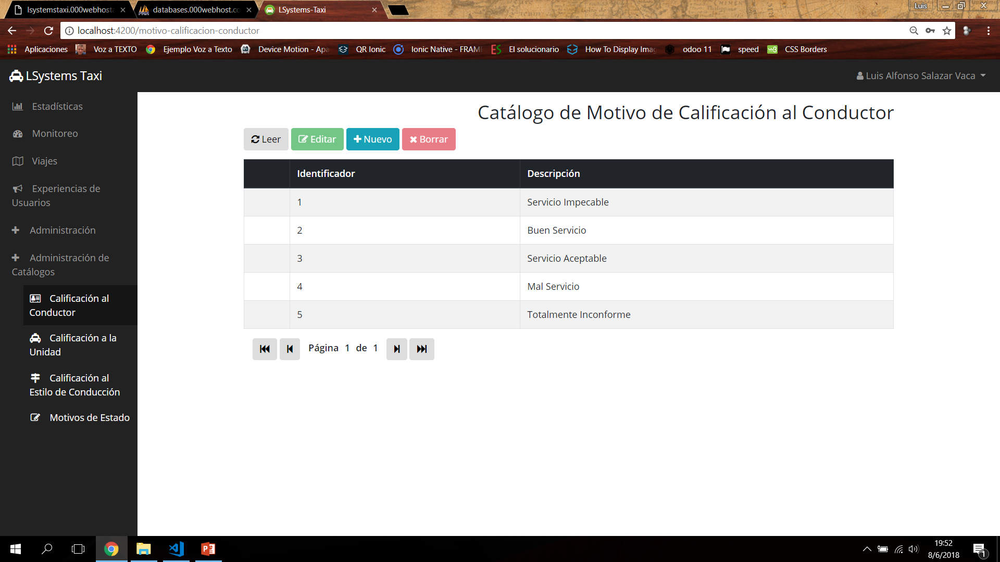 lsystemstaxi.000webhosta
databases.000webhost.co
LSystems-Taxi
Luis
localhost:4200/motivo-calificacion-conductor
Aplicaciones
Voz a TEXTO
Ejemplo Voz a Texto
Device Motion - Apa
QR Ionic
Ionic Native - FRAM
El solucionario
How To Display Imag
odoo 11
speed
CSS Borders
LSystems Taxi
Luis Alfonso Salazar Vaca
Estadísticas
Monitoreo
Viajes
Experiencias de
Usuarios
Administración
Administración de
Catálogos
Calificación al
Conductor
Calificación a la
Unidad
Calificación al
Estilo de Conducción
Motivos de Estado
Catálogo de Motivo de Calificación al Conductor
Leer Editar Nuevo Borrar
Identificador Descripción
1 Servicio Impecable
2 Buen Servicio
3 Servicio Aceptable
4 Mal Servicio
5 Totalmente Inconforme
Página 1 de 1
19:52
8/6/2018
1